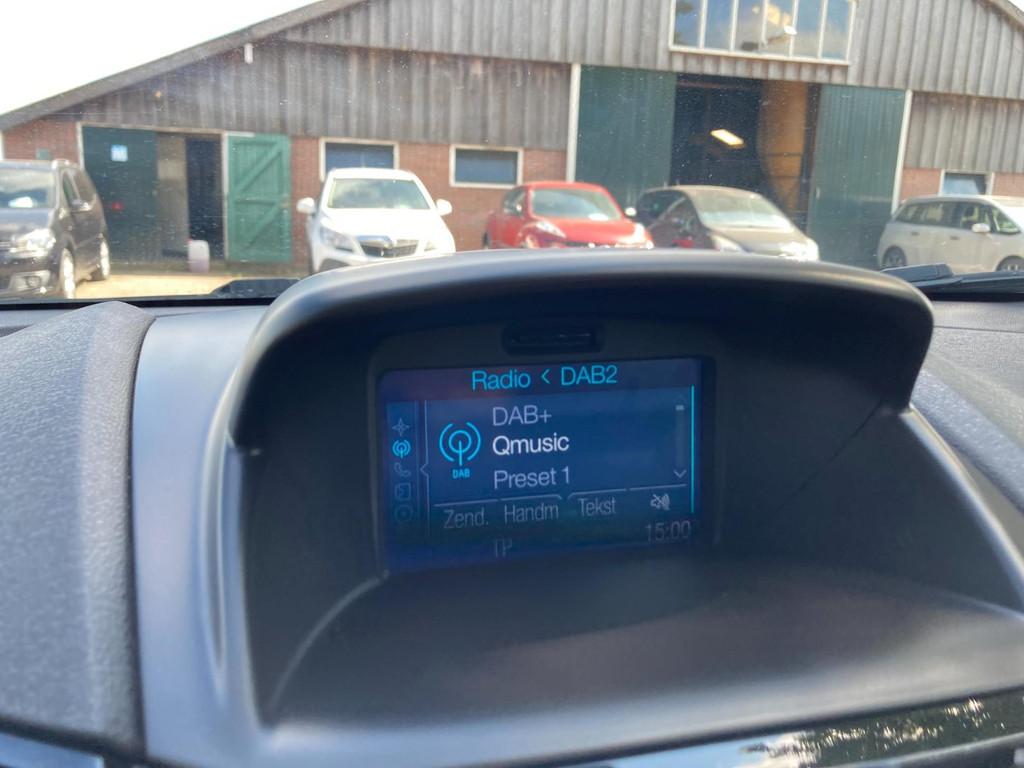 Radio < DAB2
DAB+
Qmusic
DAB
Preset 1
Zend. Handm Tekst
15:00
TP